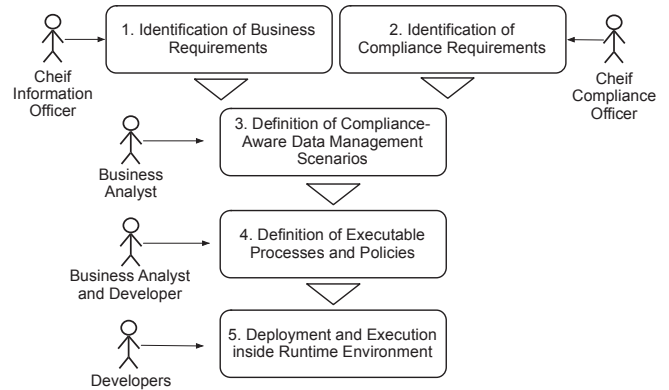 1. Identification of Business
Requirements
2. Identification of
Compliance Requirements
Cheif
Information
Officer
Cheif
Compliance
Officer
3. Definition of Compliance-
Aware Data Management
Scenarios
Business
Analyst
4. Definition of Executable
Processes and Policies
Business Analyst
and Developer
5. Deployment and Execution
inside Runtime Environment
Developers